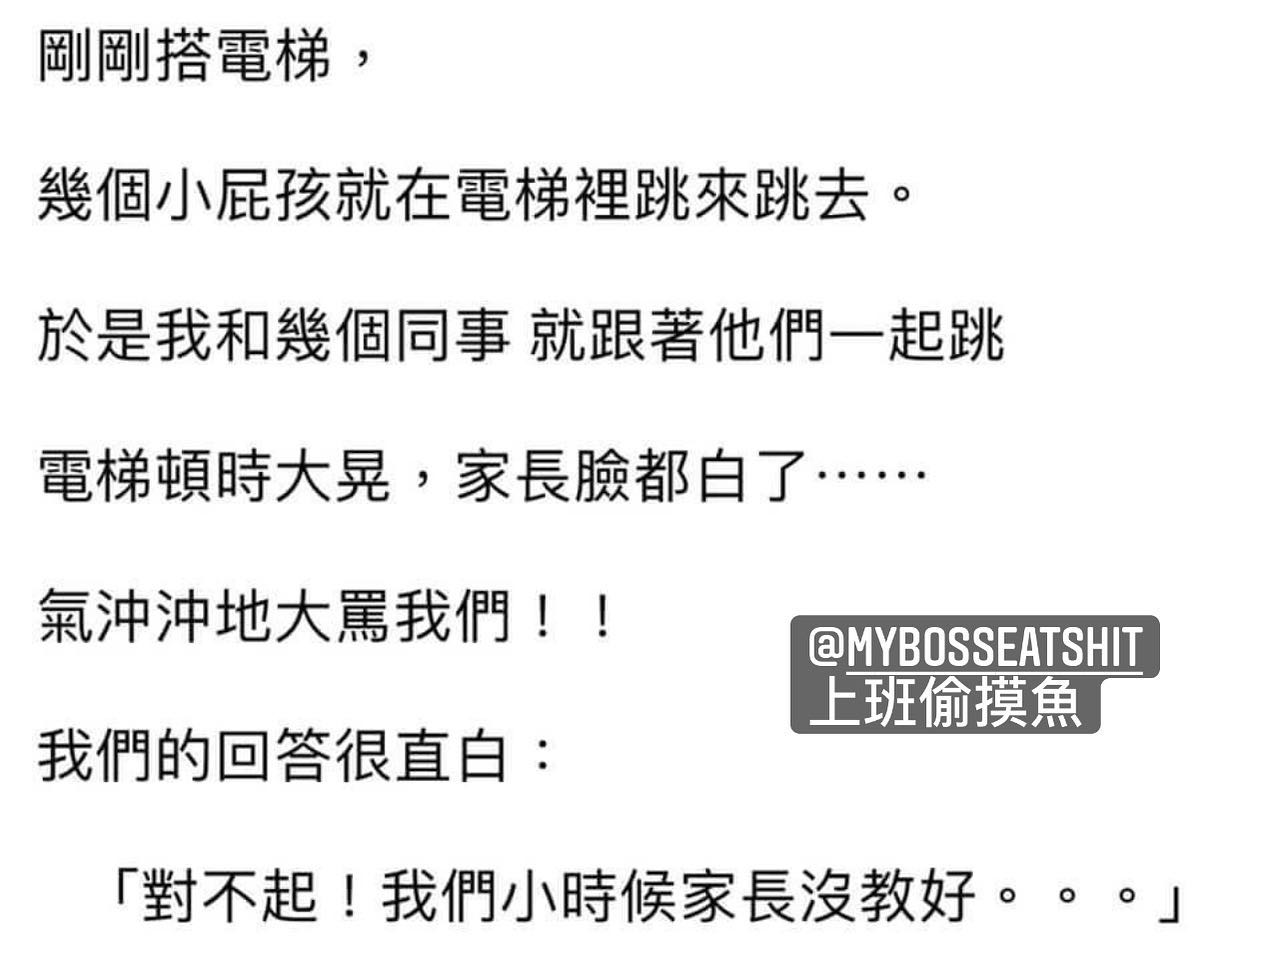 剛剛搭電梯，
幾個小屁孩就在電梯裡跳來跳去。
於是我和幾個同事 就跟著他們一起跳
電梯頓時大晃，家長臉都白了⋯⋯
氣沖沖地大罵我們！！
@MYBOSSEATSHIT
上班偷摸魚
我們的回答很直白：
「對不起！我們小時候家長沒教好。。。」